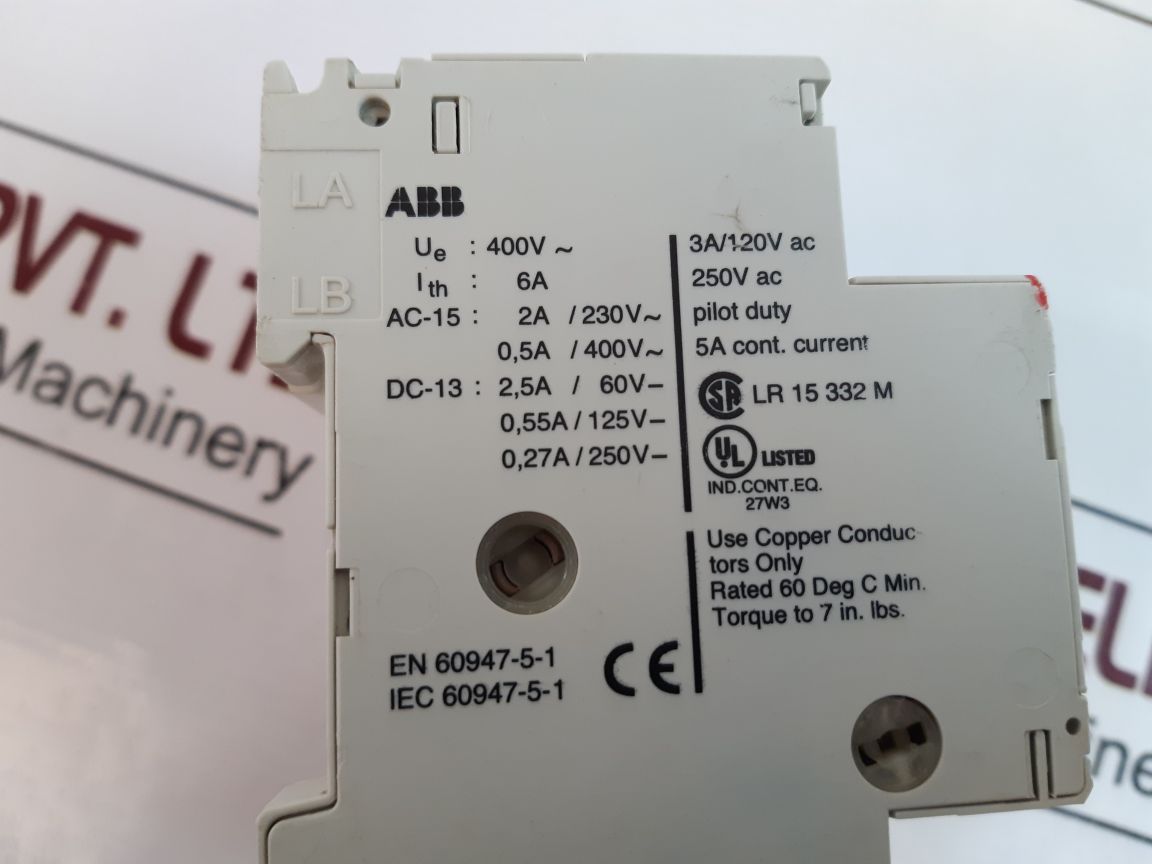 LA
LB
ABB
Ue : 400V ~
Ith : 6A
AC-15 : 2A / 230V~
0,5A / 400V~
DC-13 : 2,5A / 60V–
0,55A / 125V–
0,27A / 250V–
3A/120V ac
250V ac
pilot duty
5A cont. current
SA LR 15 332 M
UL LISTED
IND.CONT.EQ.
27W3
Use Copper Conduc-
tors Only
Rated 60 Deg C Min.
Torque to 7 in. lbs.
EN 60947-5-1
IEC 60947-5-1
CE
PVT. LT
Machinery